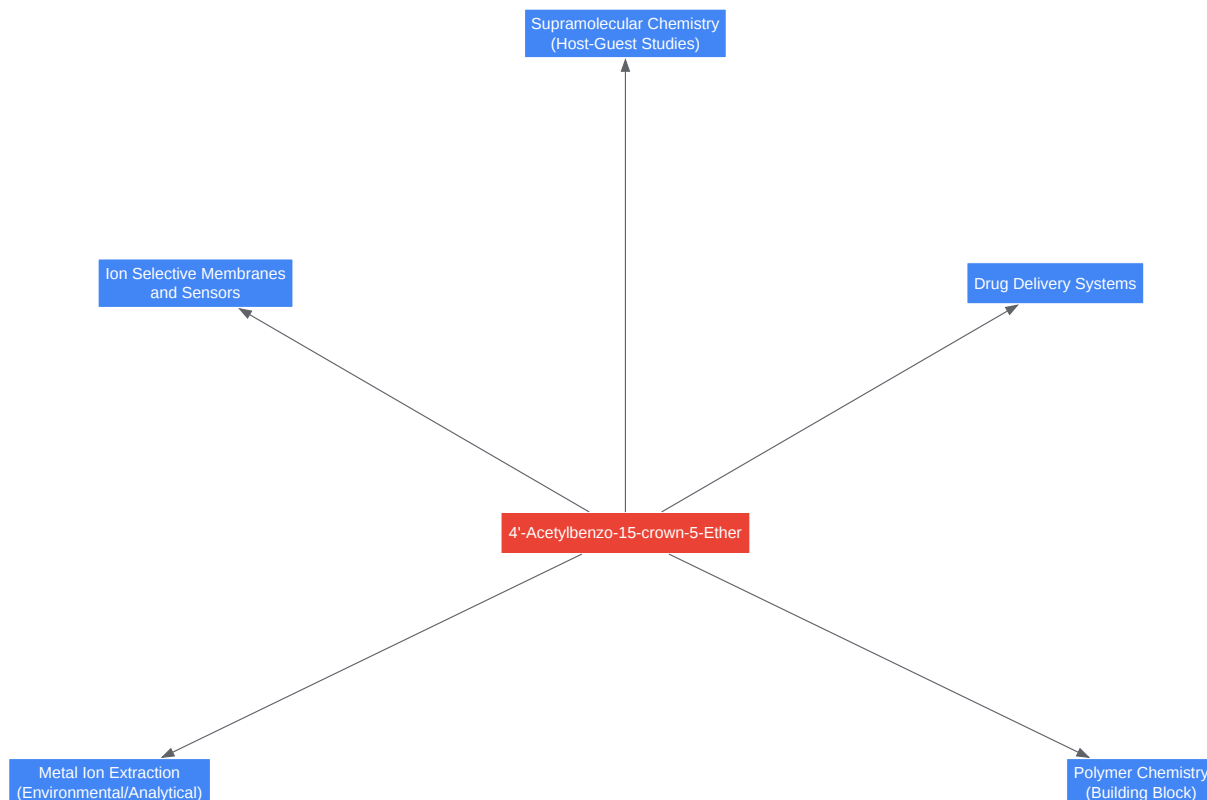 Supramolecular Chemistry
(Host-Guest Studies)
Ion Selective Membranes
and Sensors
Drug Delivery Systems
4'-Acetylbenzo-15-crown-5-Ether
Metal Ion Extraction
(Environmental/Analytical)
Polymer Chemistry
(Building Block)